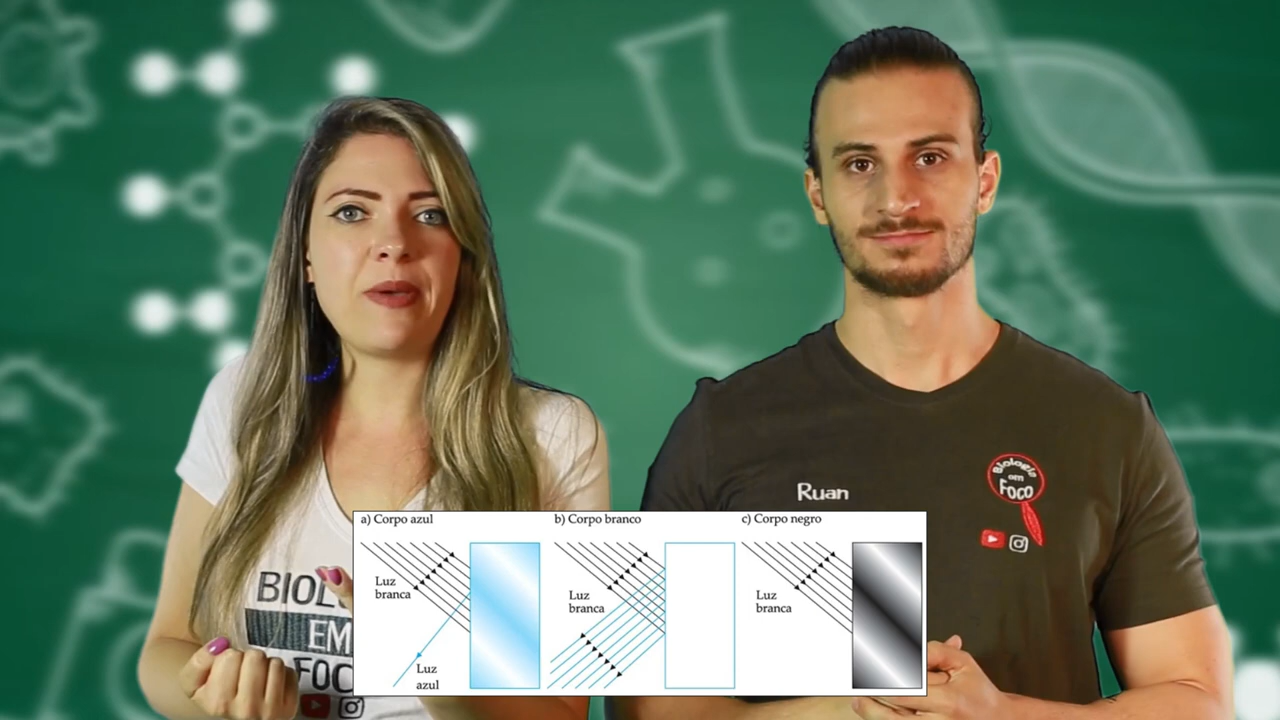 BIOL
EM
FOCO
Ruan
Biologia
em
Foco
a) Corpo azul
Luz
branca
Luz
azul
b) Corpo branco
Luz
branca
c) Corpo negro
Luz
branca